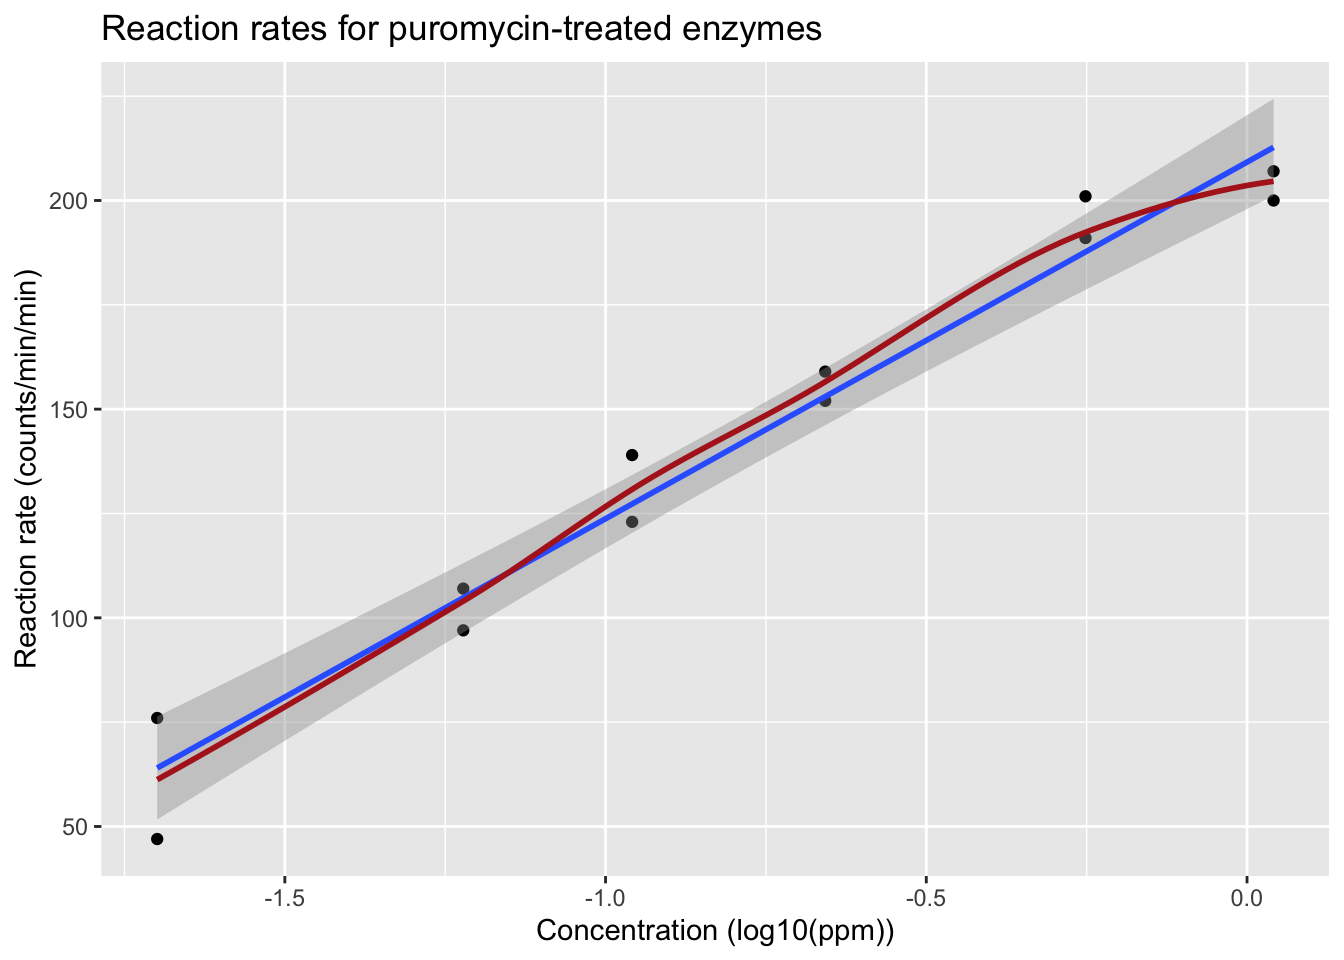 Reaction rates for puromycin-treated enzymes
Reaction rate (counts/min/min)
200
150
100
50
-1.5
-1.0
-0.5
0.0
Concentration (log10(ppm))